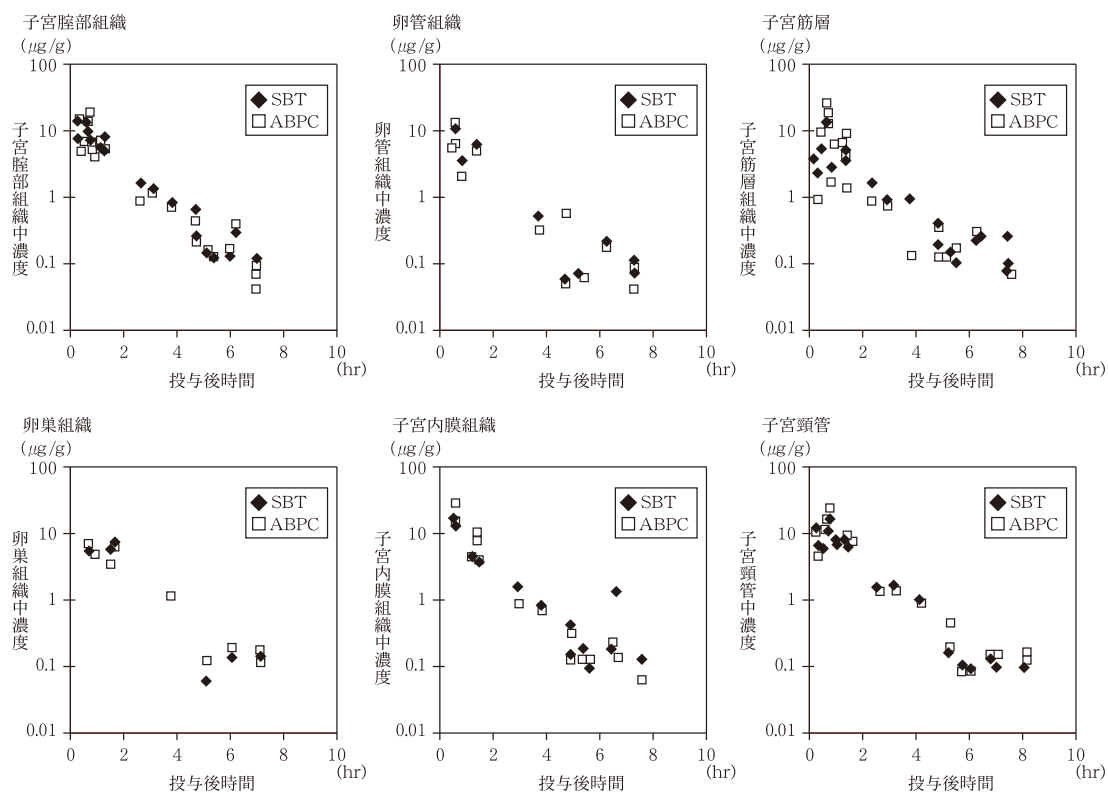 子宮腟部組織
(μg/g)
100
10
1
0.1
0.01
子宮腟部組織中濃度
SBT
ABPC
0 2 4 6 8 10
(hr)
投与後時間
卵管組織
(μg/g)
100
10
1
0.1
0.01
卵管組織中濃度
SBT
ABPC
0 2 4 6 8 10
(hr)
投与後時間
子宮筋層
(μg/g)
100
10
1
0.1
0.01
子宮筋層組織中濃度
SBT
ABPC
0 2 4 6 8 10
(hr)
投与後時間
卵巣組織
(μg/g)
100
10
1
0.1
0.01
卵巣組織中濃度
SBT
ABPC
0 2 4 6 8 10
(hr)
投与後時間
子宮内膜組織
(μg/g)
100
10
1
0.1
0.01
子宮内膜組織中濃度
SBT
ABPC
0 2 4 6 8 10
(hr)
投与後時間
子宮頸管
(μg/g)
100
10
1
0.1
0.01
子宮頸管中濃度
SBT
ABPC
0 2 4 6 8 10
(hr)
投与後時間